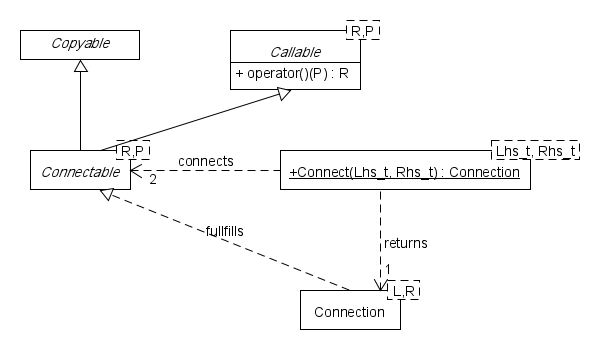 Copyable
R,P
Callable
+ operator()(P) : R
R,P
Connectable
connects
2
Lhs_t, Rhs_t
+Connect(Lhs_t, Rhs_t) : Connection
fullfills
returns
1
L,R
Connection